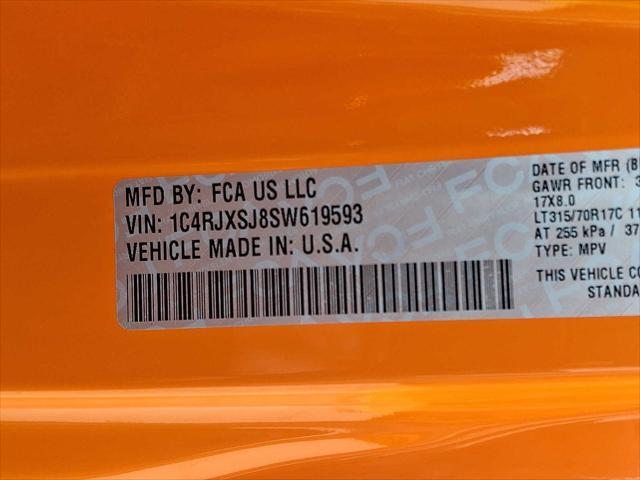 MFD BY: FCA US LLC
VIN: 1C4RJXSJ8SW619593
VEHICLE MADE IN U.S.A.
DATE OF MFR
GAWR FRONT:
17X8.0
LT315/70R17C
AT 255 kPa /
TYPE: MPV
THIS VEHICLE